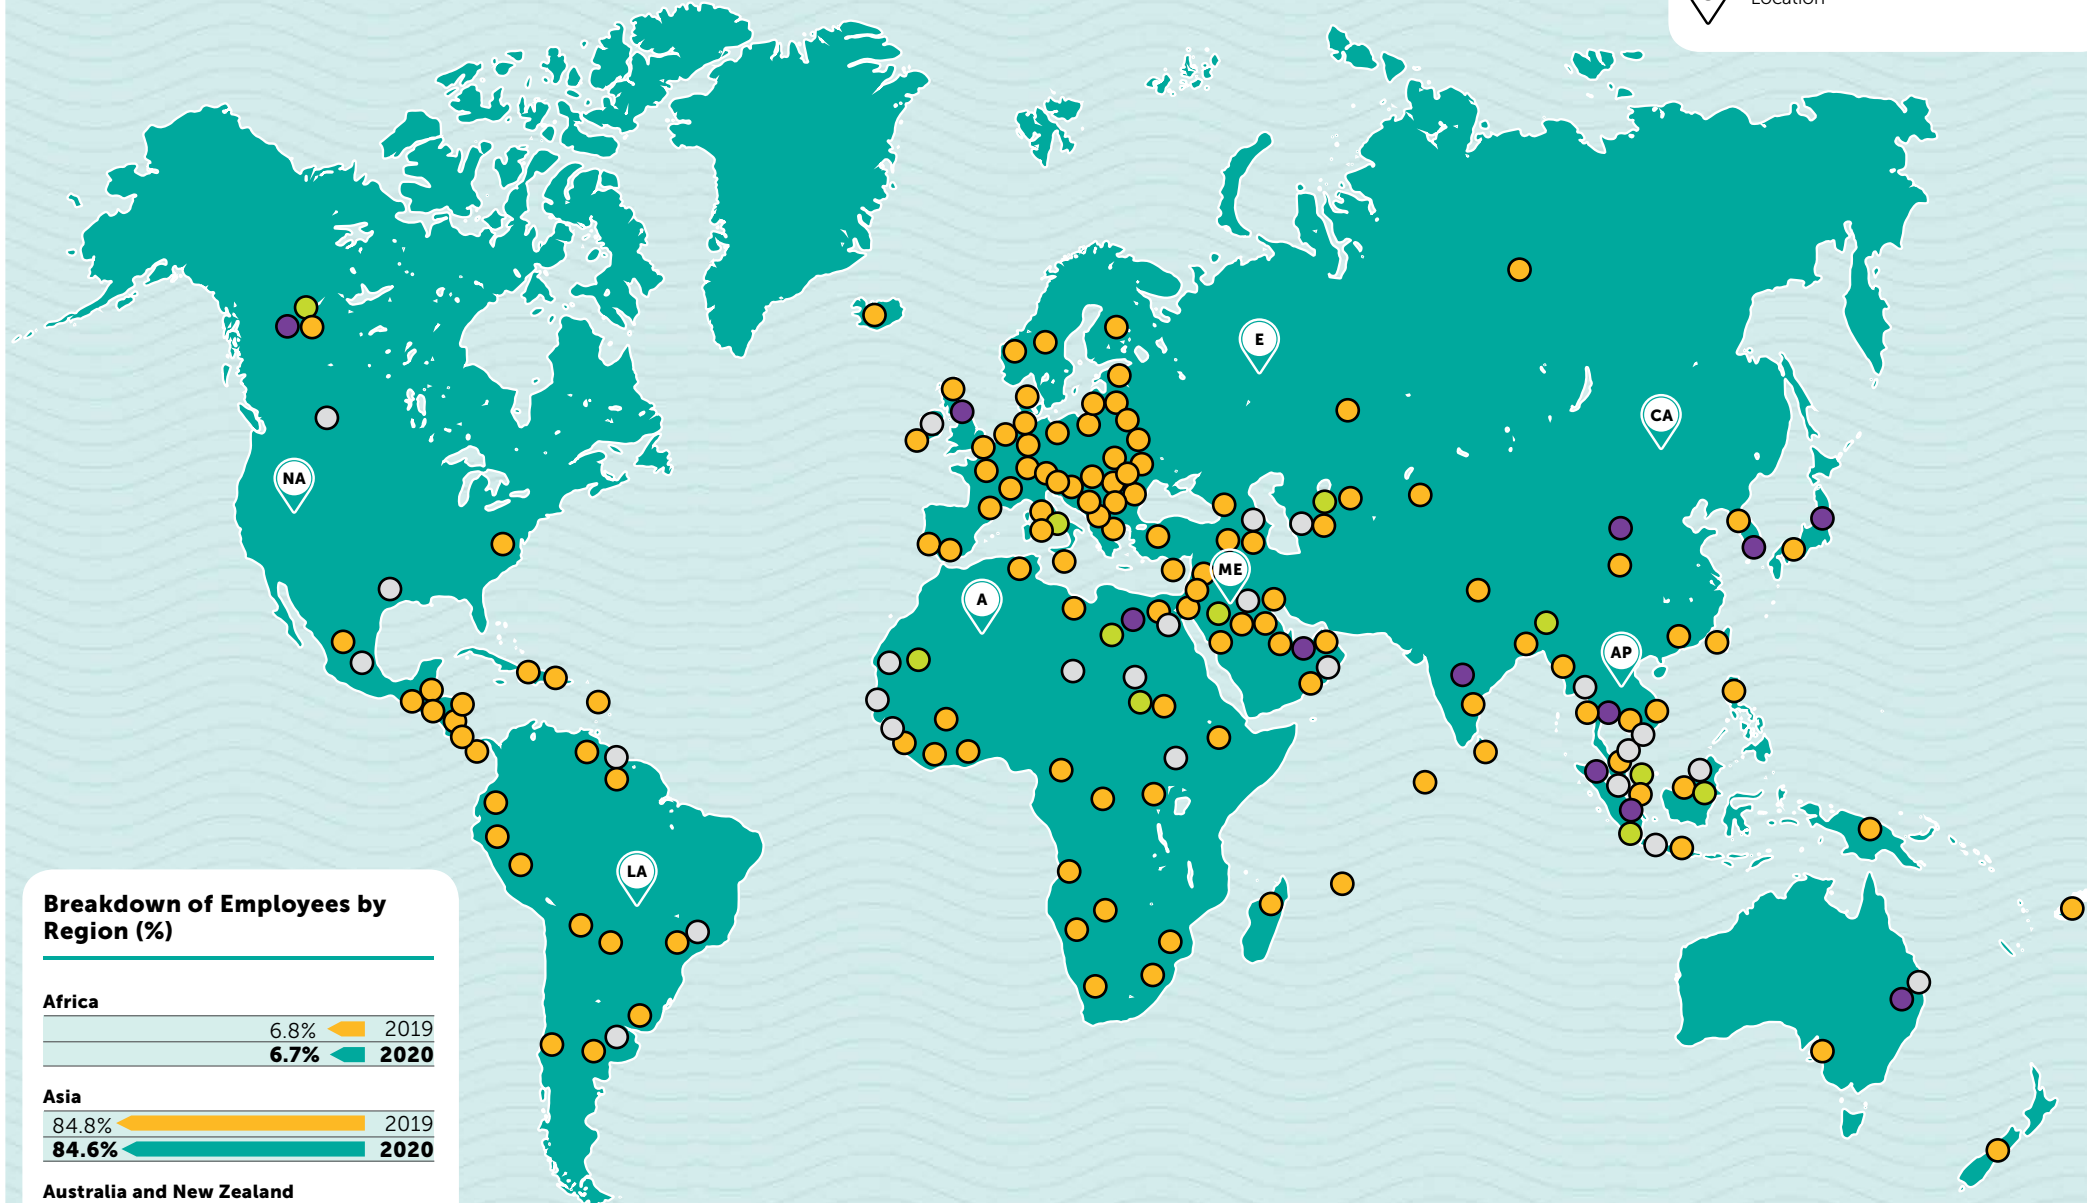 Location
E
CA
NA
ME
A
AP
LA
Breakdown of Employees by
Region (%)
Africa
6.8% 2019
6.7% 2020
Asia
84.8% 2019
84.6% 2020
Australia and New Zealand